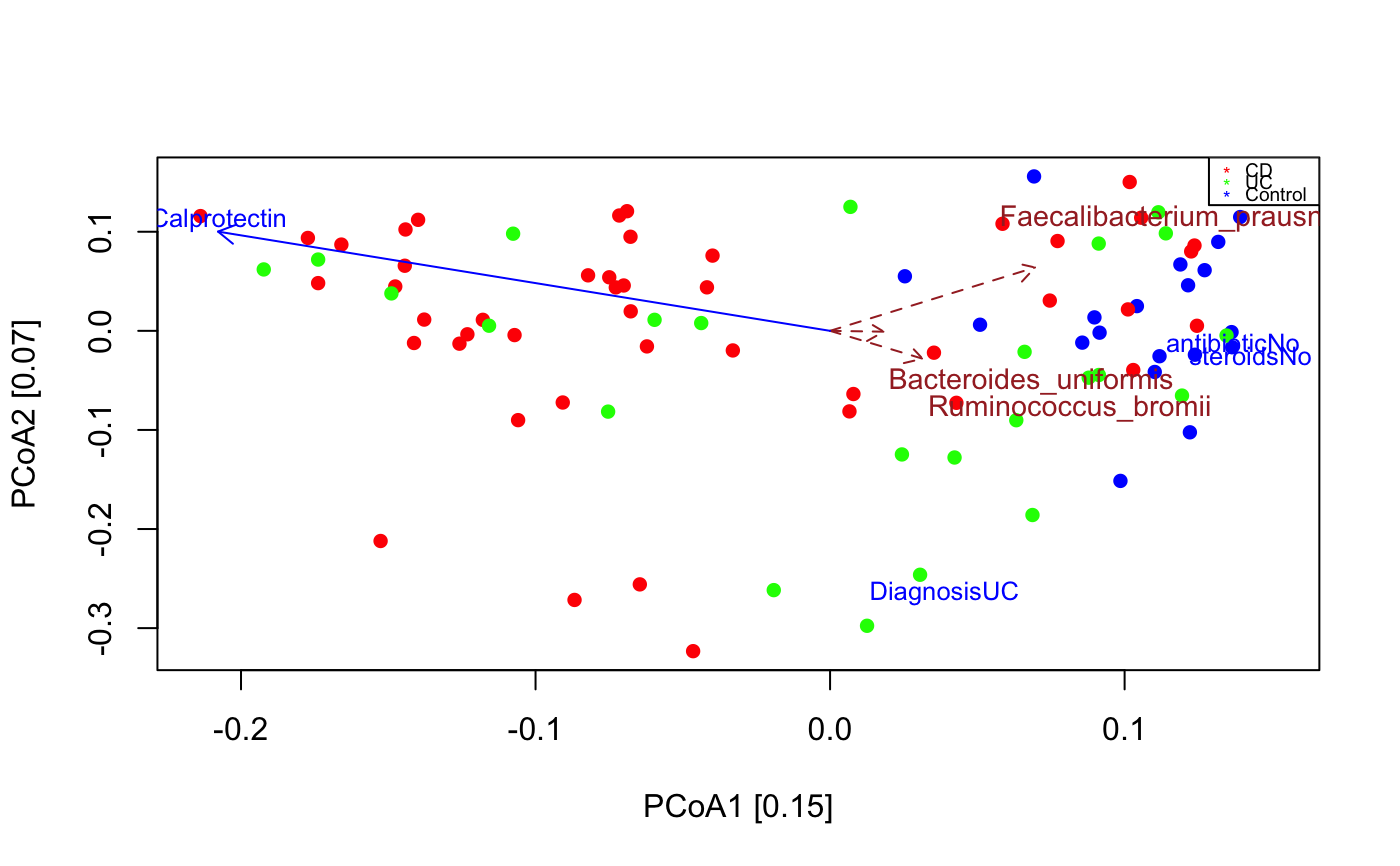 CD
UC
Control
Calprotectin
Faecalibacterium_prausn
antibioticNo
steroidsNo
Bacteroides_uniformis
Ruminococcus_bromii
DiagnosisUC
PCoA2 [0.07]
0.1
0.0
-0.1
-0.2
-0.3
-0.2
-0.1
0.0
0.1
PCoA1 [0.15]